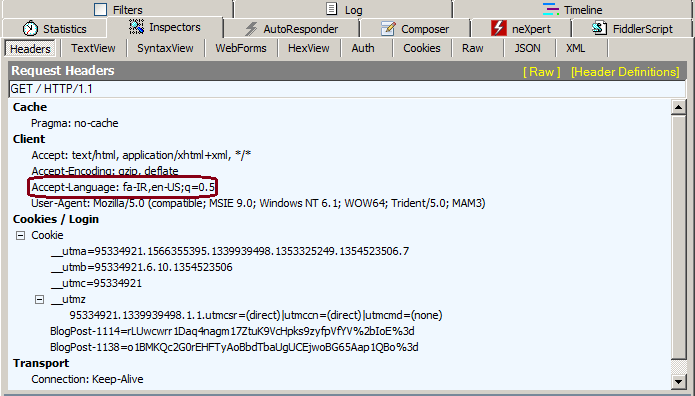 Filters
Log
Timeline
Statistics
Inspectors
AutoResponder
Composer
neXpert
FiddlerScript
Headers
TextView
SyntaxView
WebForms
HexView
Auth
Cookies
Raw
JSON
XML
Request Headers
[ Raw ]
[Header Definitions]
GET / HTTP/1.1
Cache
Pragma: no-cache
Client
Accept: text/html, application/xhtml+xml, */*
Accept-Encoding: gzip, deflate
Accept-Language: fa-IR,en-US;q=0.5
User-Agent: Mozilla/5.0 (compatible; MSIE 9.0; Windows NT 6.1; WOW64; Trident/5.0; MAM3)
Cookies / Login
Cookie
__utma=95334921.1566355395.1339939498.1353325249.1354523506.7
__utmb=95334921.6.10.1354523506
__utmc=95334921
__utmz
95334921.1339939498.1.1.utmcsr=(direct)|utmccn=(direct)|utmcmd=(none)
BlogPost-1114=rLUwcwrr1Daq4nagm17ZtuK9VcHpks9zyfpVfYV%2bIoE%3d
BlogPost-1138=o1BMKQc2G0rEHFTyAoBbdTbaUgUCEjwoBG65Aap1QBo%3d
Transport
Connection: Keep-Alive